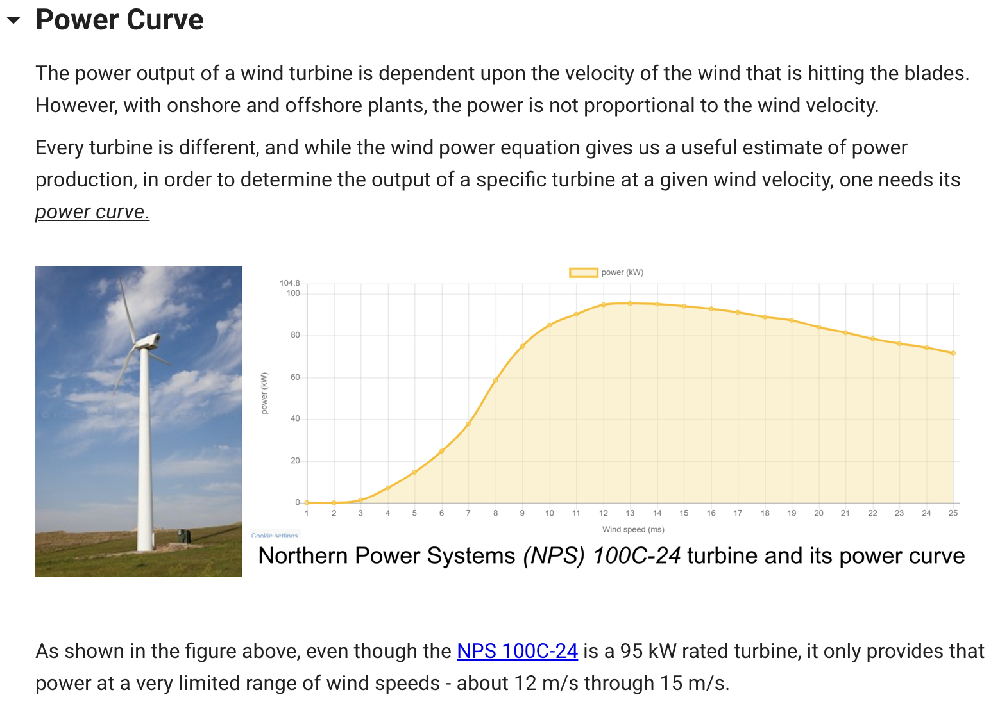 Power Curve
The power output of a wind turbine is dependent upon the velocity of the wind that is hitting the blades.
However, with onshore and offshore plants, the power is not proportional to the wind velocity.
Every turbine is different, and while the wind power equation gives us a useful estimate of power
production, in order to determine the output of a specific turbine at a given wind velocity, one needs its
power curve.
power (kW)
104.8
100
80
60
40
20
0
power (kW)
1 2 3 4 5 6 7 8 9 10 11 12 13 14 15 16 17 18 19 20 21 22 23 24 25
Wind speed (ms)
Cookie settings
Northern Power Systems (NPS) 100C-24 turbine and its power curve
As shown in the figure above, even though the NPS 100C-24 is a 95 kW rated turbine, it only provides that
power at a very limited range of wind speeds - about 12 m/s through 15 m/s.